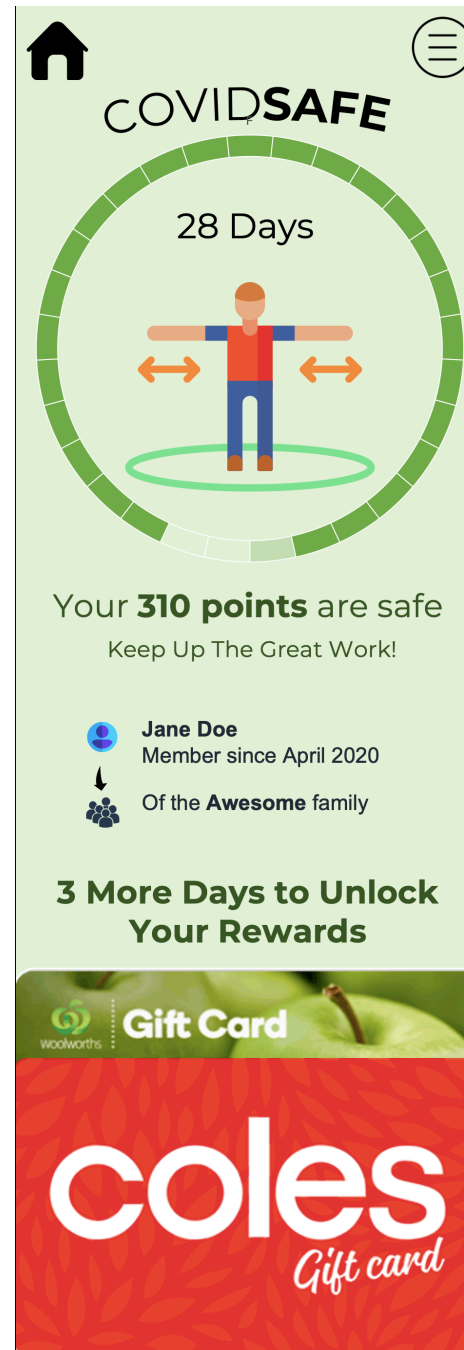 COVIDSAFE
F
28 Days
Your 310 points are safe
Keep Up The Great Work!
Jane Doe
Member since April 2020
Of the Awesome family
3 More Days to Unlock
Your Rewards
woolworths Gift Card
coles
Gift card